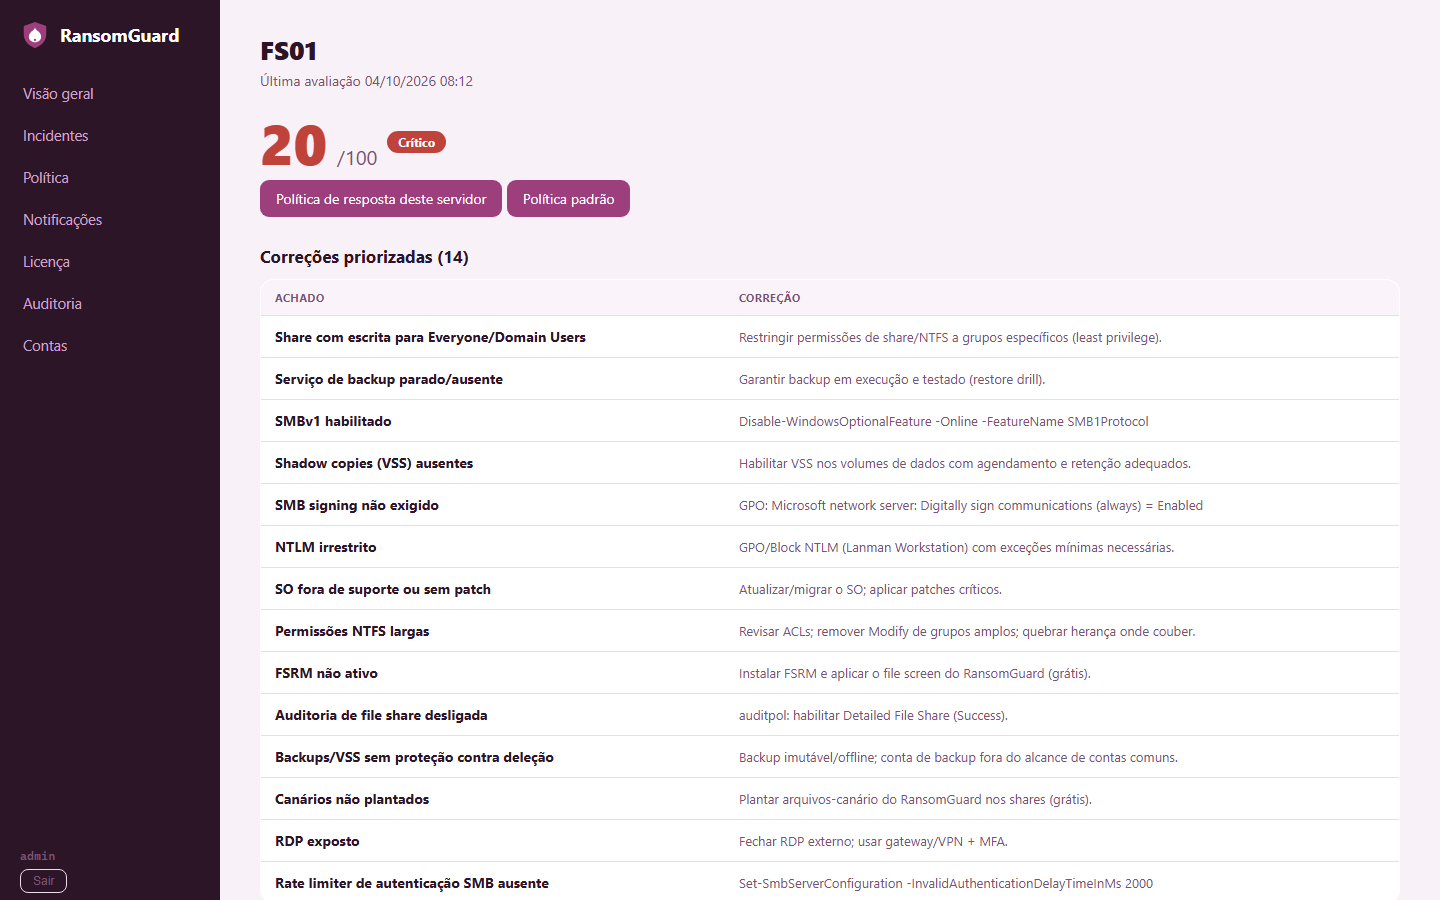 RansomGuard
Visão geral
Incidentes
Política
Notificações
Licença
Auditoria
Contas
admin
Sair
FS01
Última avaliação 04/10/2026 08:12
20 /100 Crítico
Política de resposta deste servidor Política padrão
Correções priorizadas (14)
ACHADO CORREÇÃO
Share com escrita para Everyone/Domain Users Restringir permissões de share/NTFS a grupos específicos (least privilege).
Serviço de backup parado/ausente Garantir backup em execução e testado (restore drill).
SMBv1 habilitado Disable-WindowsOptionalFeature -Online -FeatureName SMB1Protocol
Shadow copies (VSS) ausentes Habilitar VSS nos volumes de dados com agendamento e retenção adequados.
SMB signing não exigido GPO: Microsoft network server: Digitally sign communications (always) = Enabled
NTLM irrestrito GPO/Block NTLM (Lanman Workstation) com exceções mínimas necessárias.
SO fora de suporte ou sem patch Atualizar/migrar o SO; aplicar patches críticos.
Permissões NTFS largas Revisar ACLs; remover Modify de grupos amplos; quebrar herança onde couber.
FSRM não ativo Instalar FSRM e aplicar o file screen do RansomGuard (grátis).
Auditoria de file share desligada auditpol: habilitar Detailed File Share (Success).
Backups/VSS sem proteção contra deleção Backup imutável/offline; conta de backup fora do alcance de contas comuns.
Canários não plantados Plantar arquivos-canário do RansomGuard nos shares (grátis).
RDP exposto Fechar RDP externo; usar gateway/VPN + MFA.
Rate limiter de autenticação SMB ausente Set-SmbServerConfiguration -InvalidAuthenticationDelayTimeInMs 2000